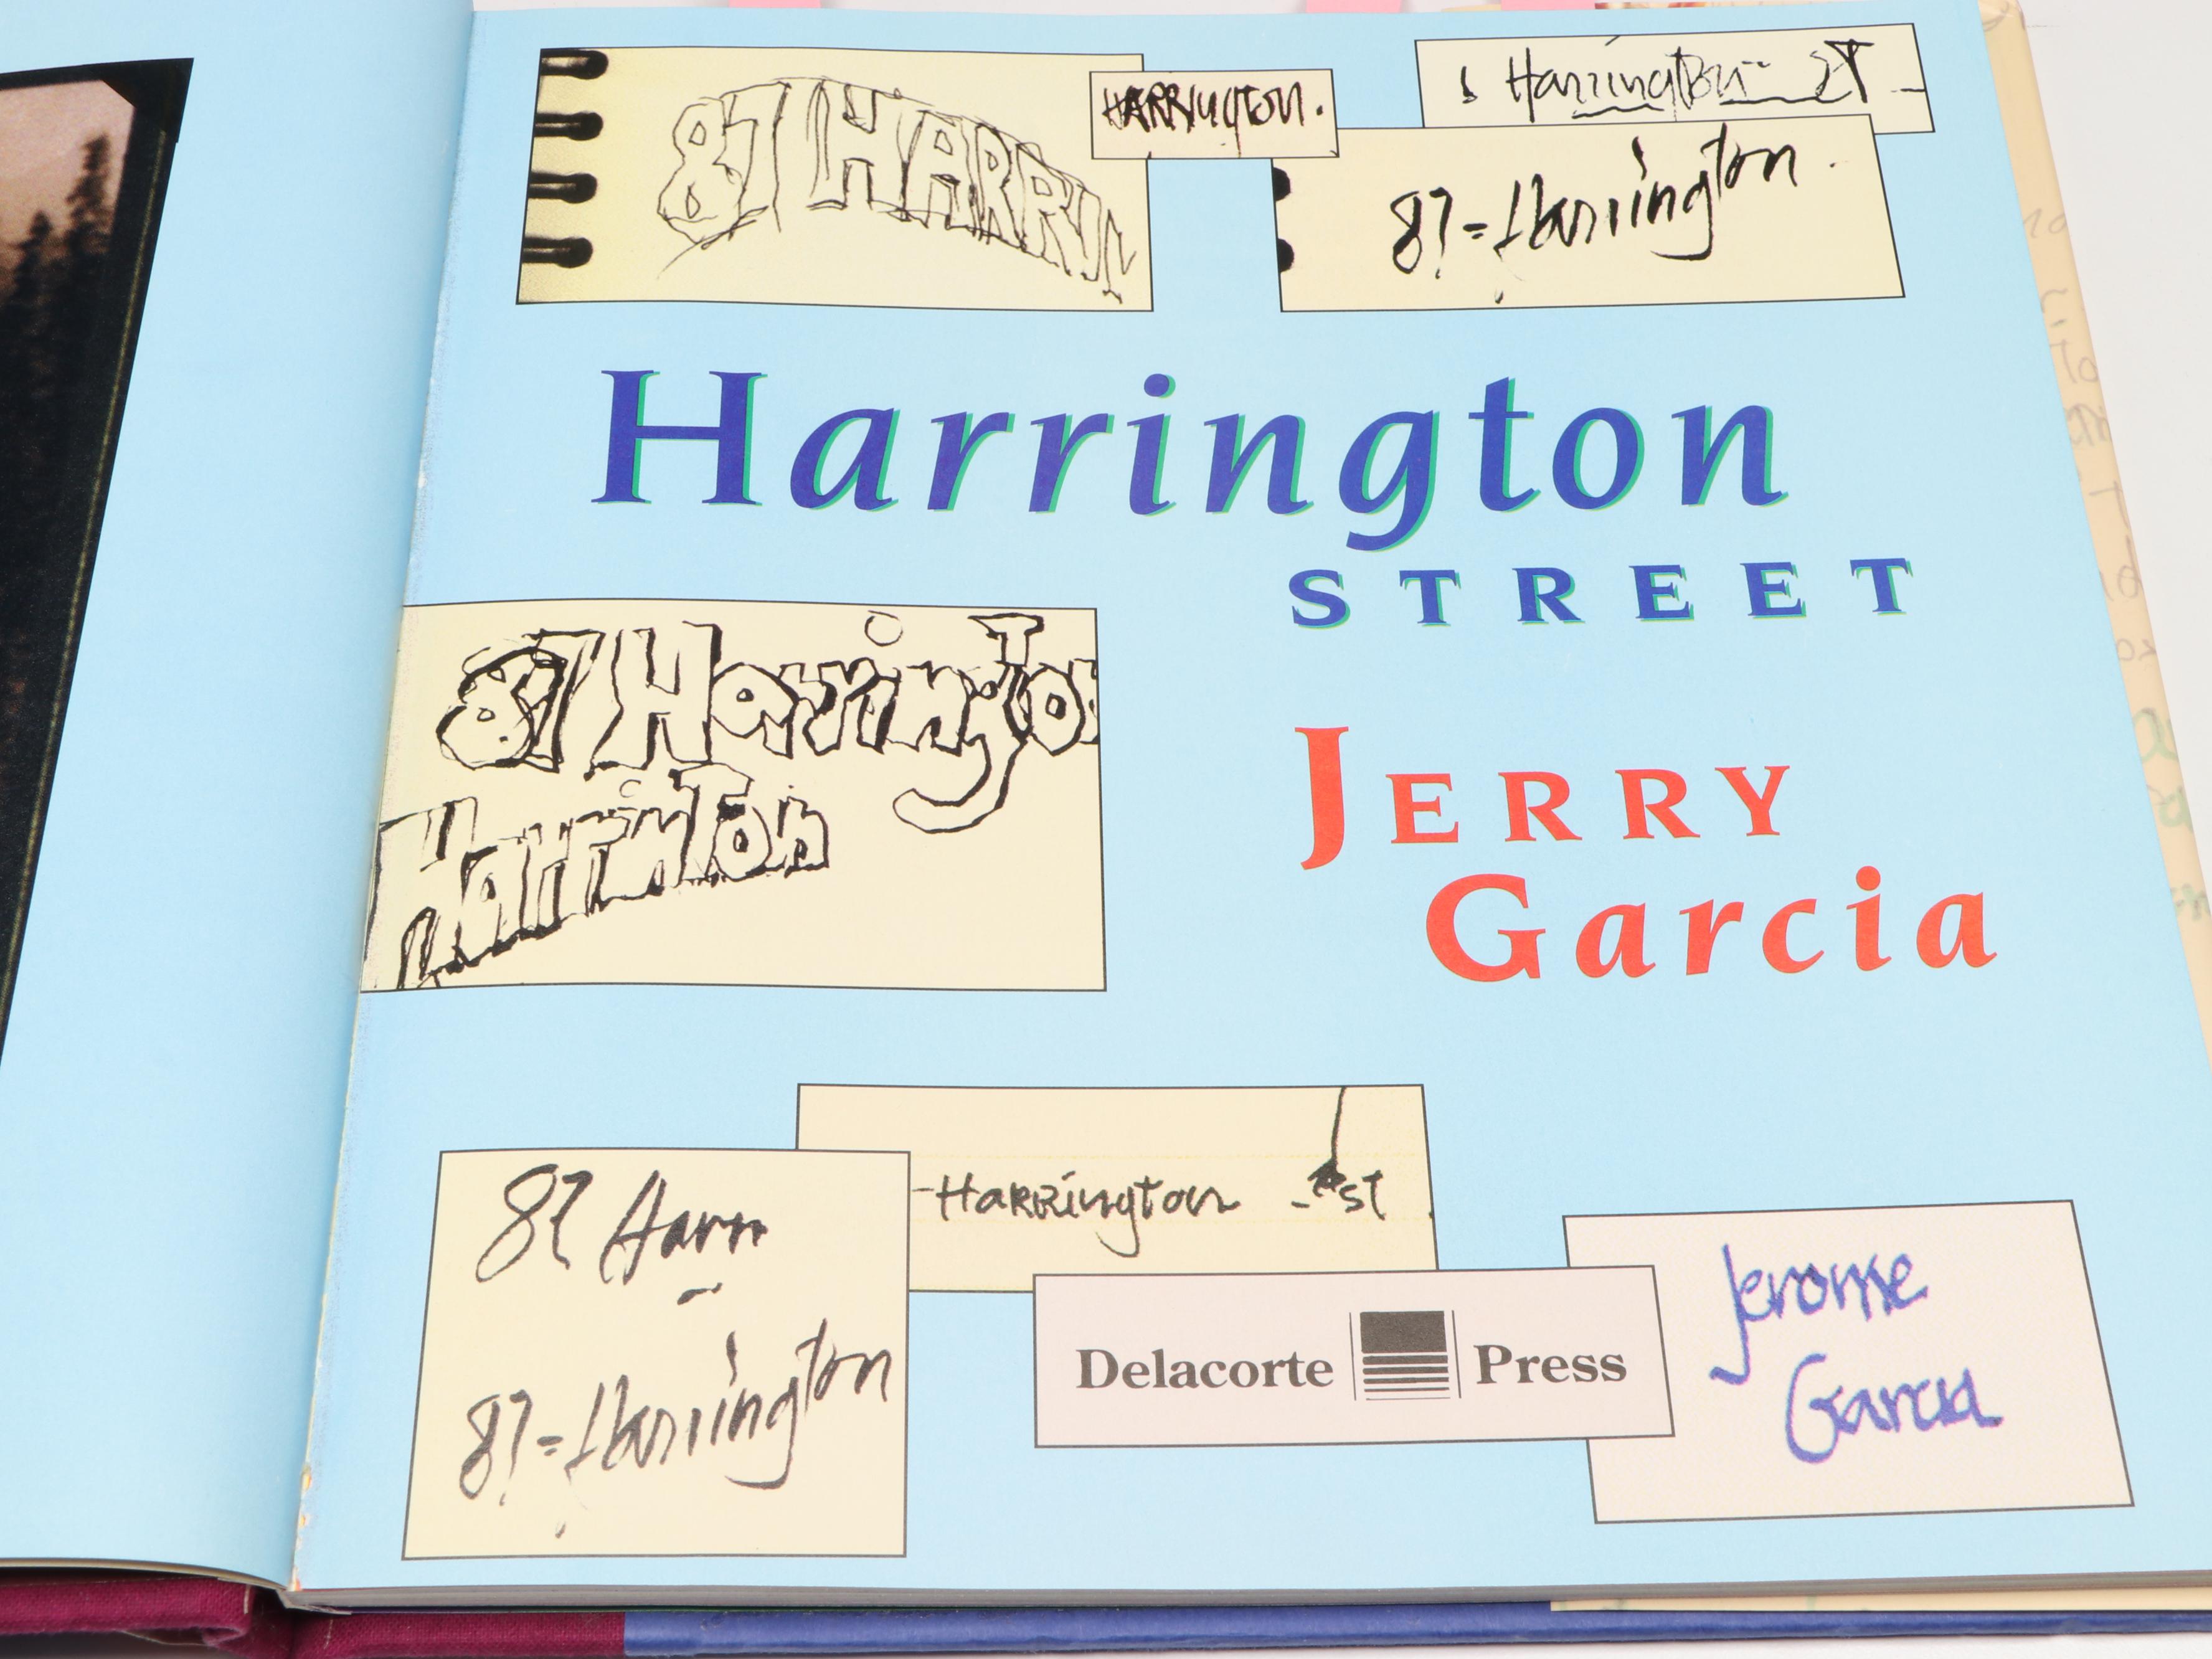 87 HARRIN
HARRINGTON.
Harrington ST
87 = Harrington.
Harrington
STREET
87 Harringto
Harrinton
JERRY
Garcia
87 Harr
87 = Harrington
- Harrington - ST
Delacorte Press
Jerome
Garcia